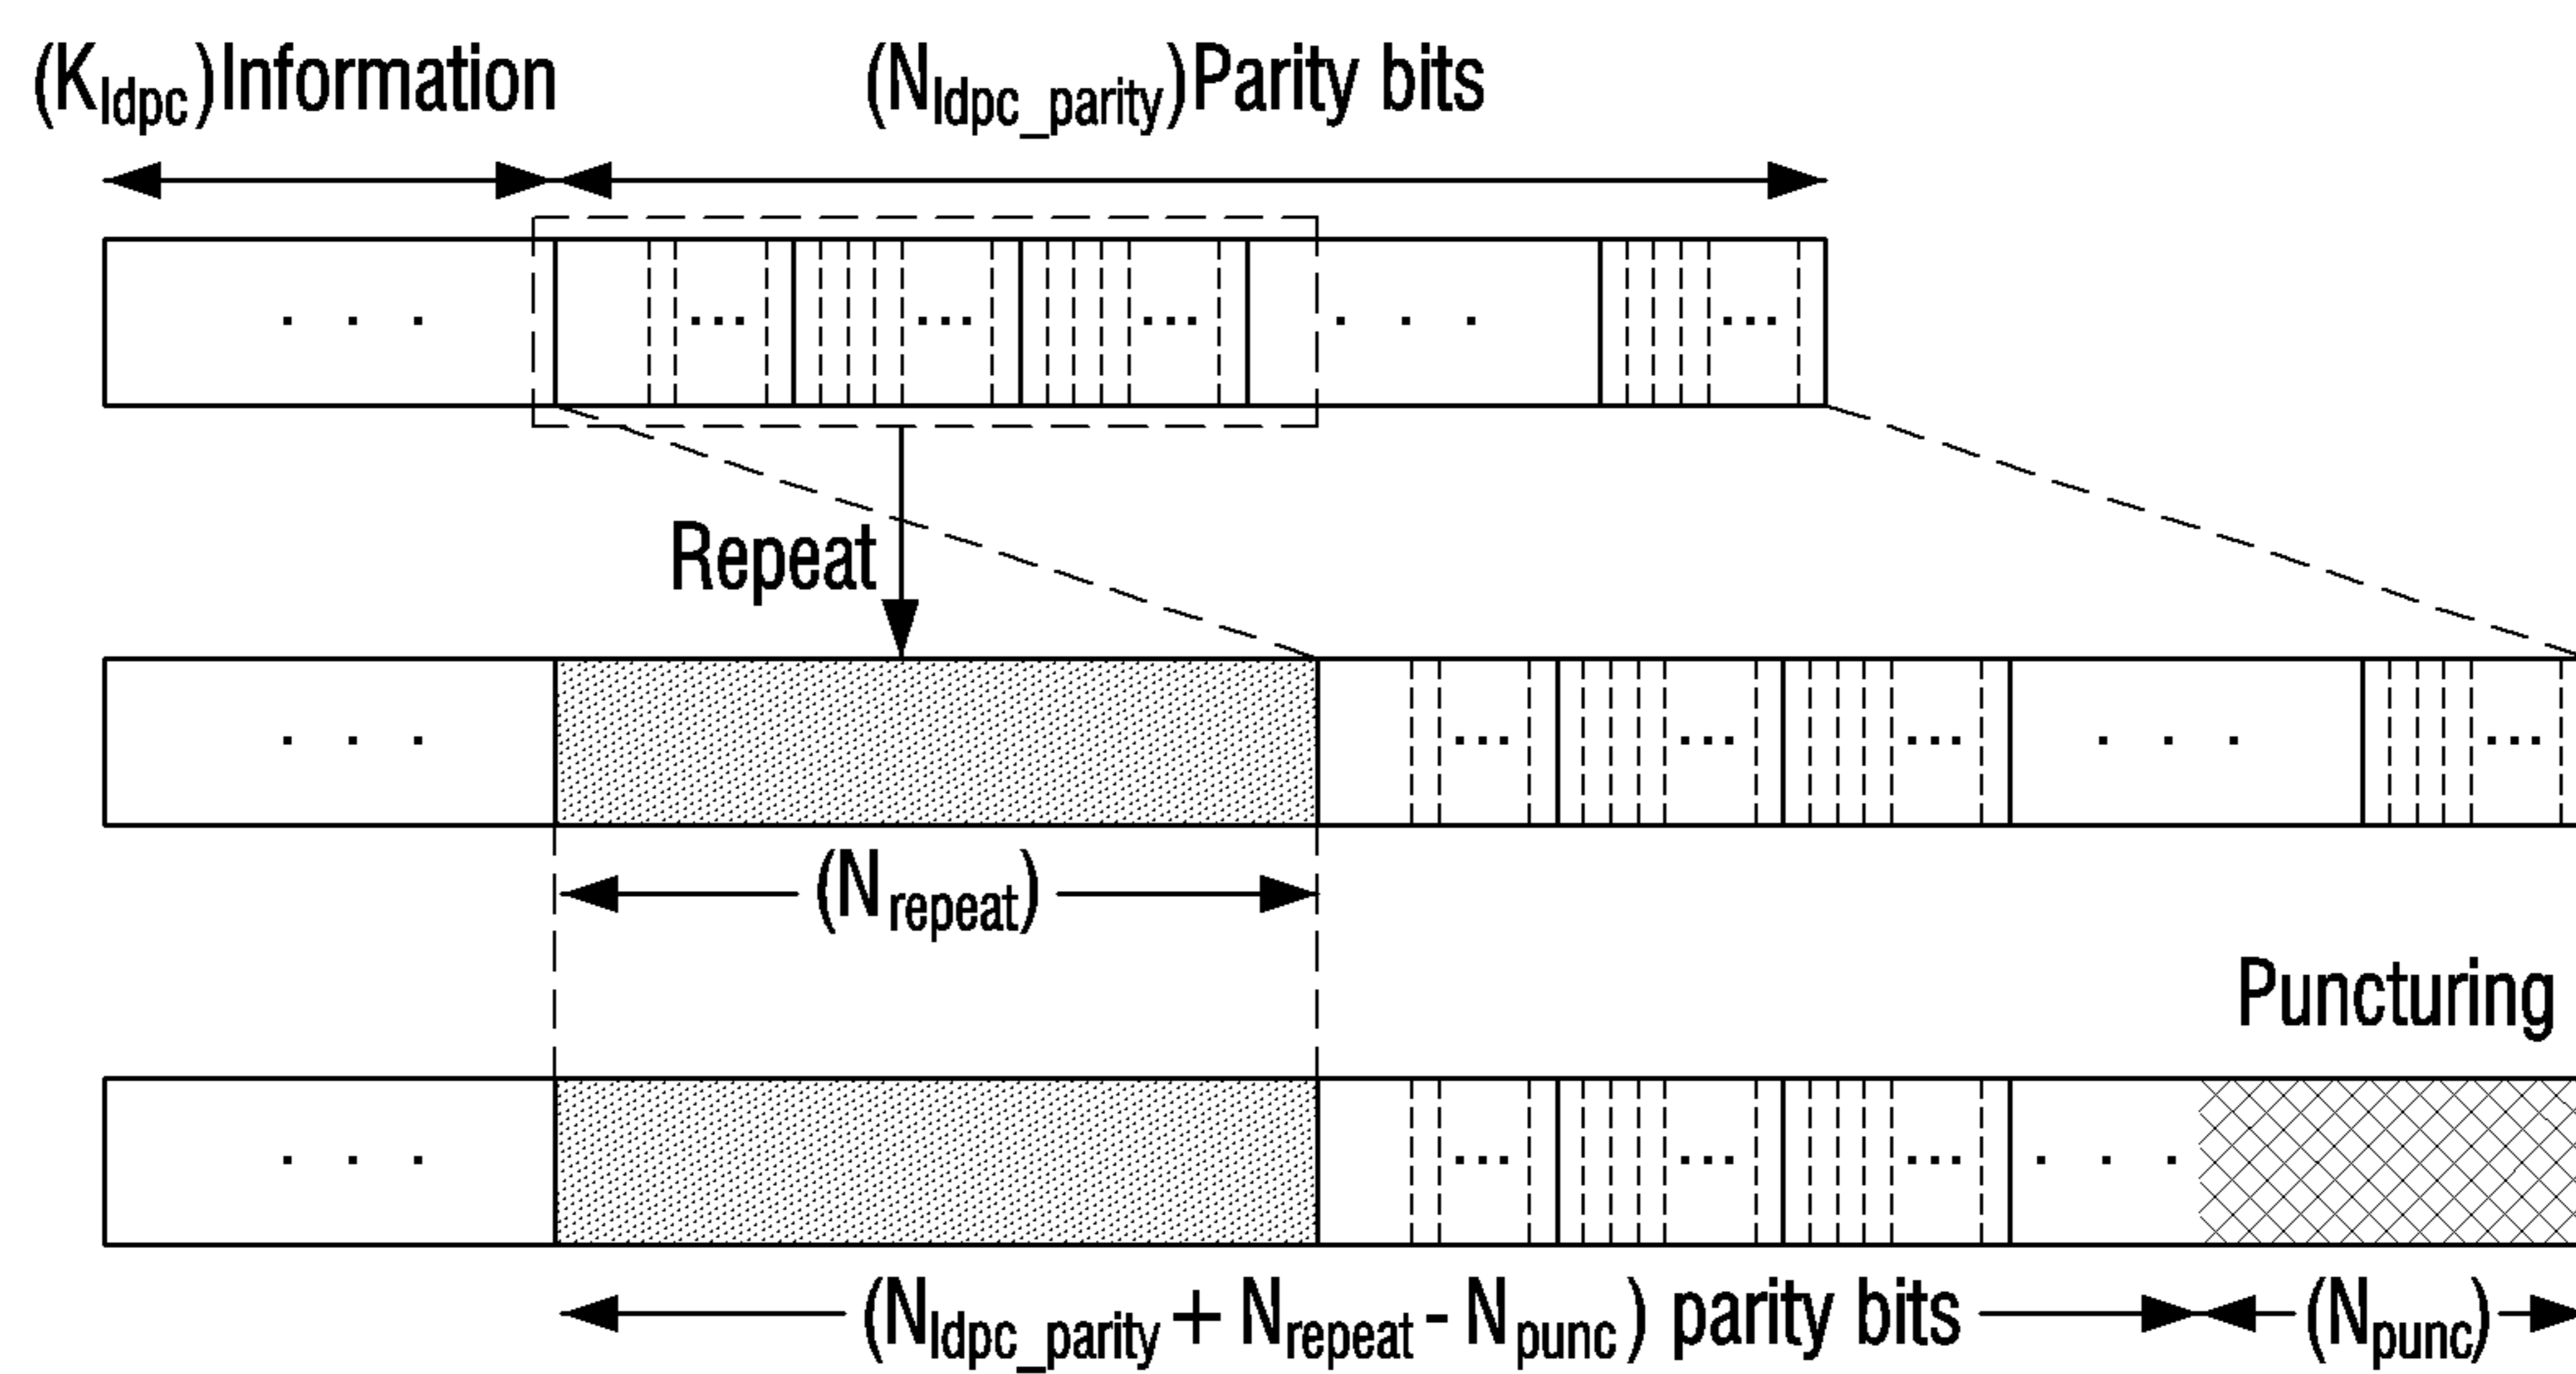 (Kldpc)Information (Nldpc_parity)Parity bits
. . . ... ... ... . . . ...
Repeat
. . . ... ... ... . . . ...
(Nrepeat)
Puncturing
. . . ... ... ... . . .
(Nldpc_parity + Nrepeat - Npunc) parity bits (Npunc)